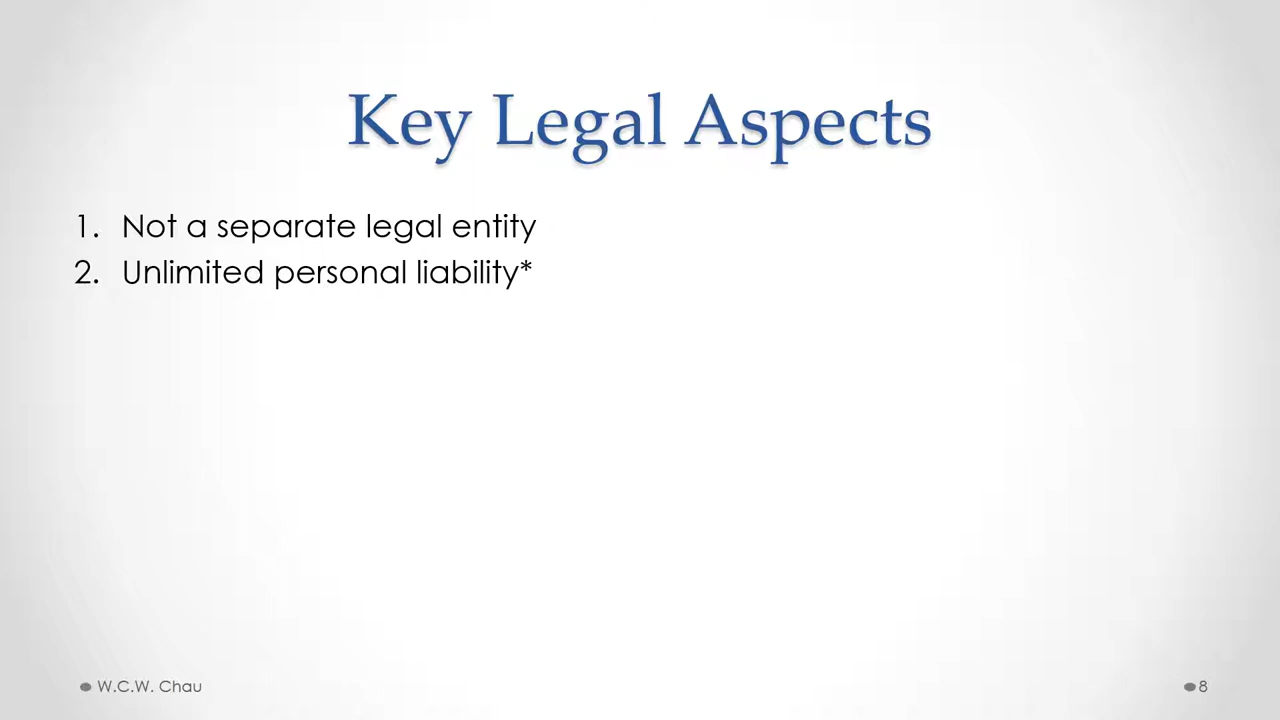 Key Legal Aspects
1. Not a separate legal entity
2. Unlimited personal liability*
W.C.W. Chau
8